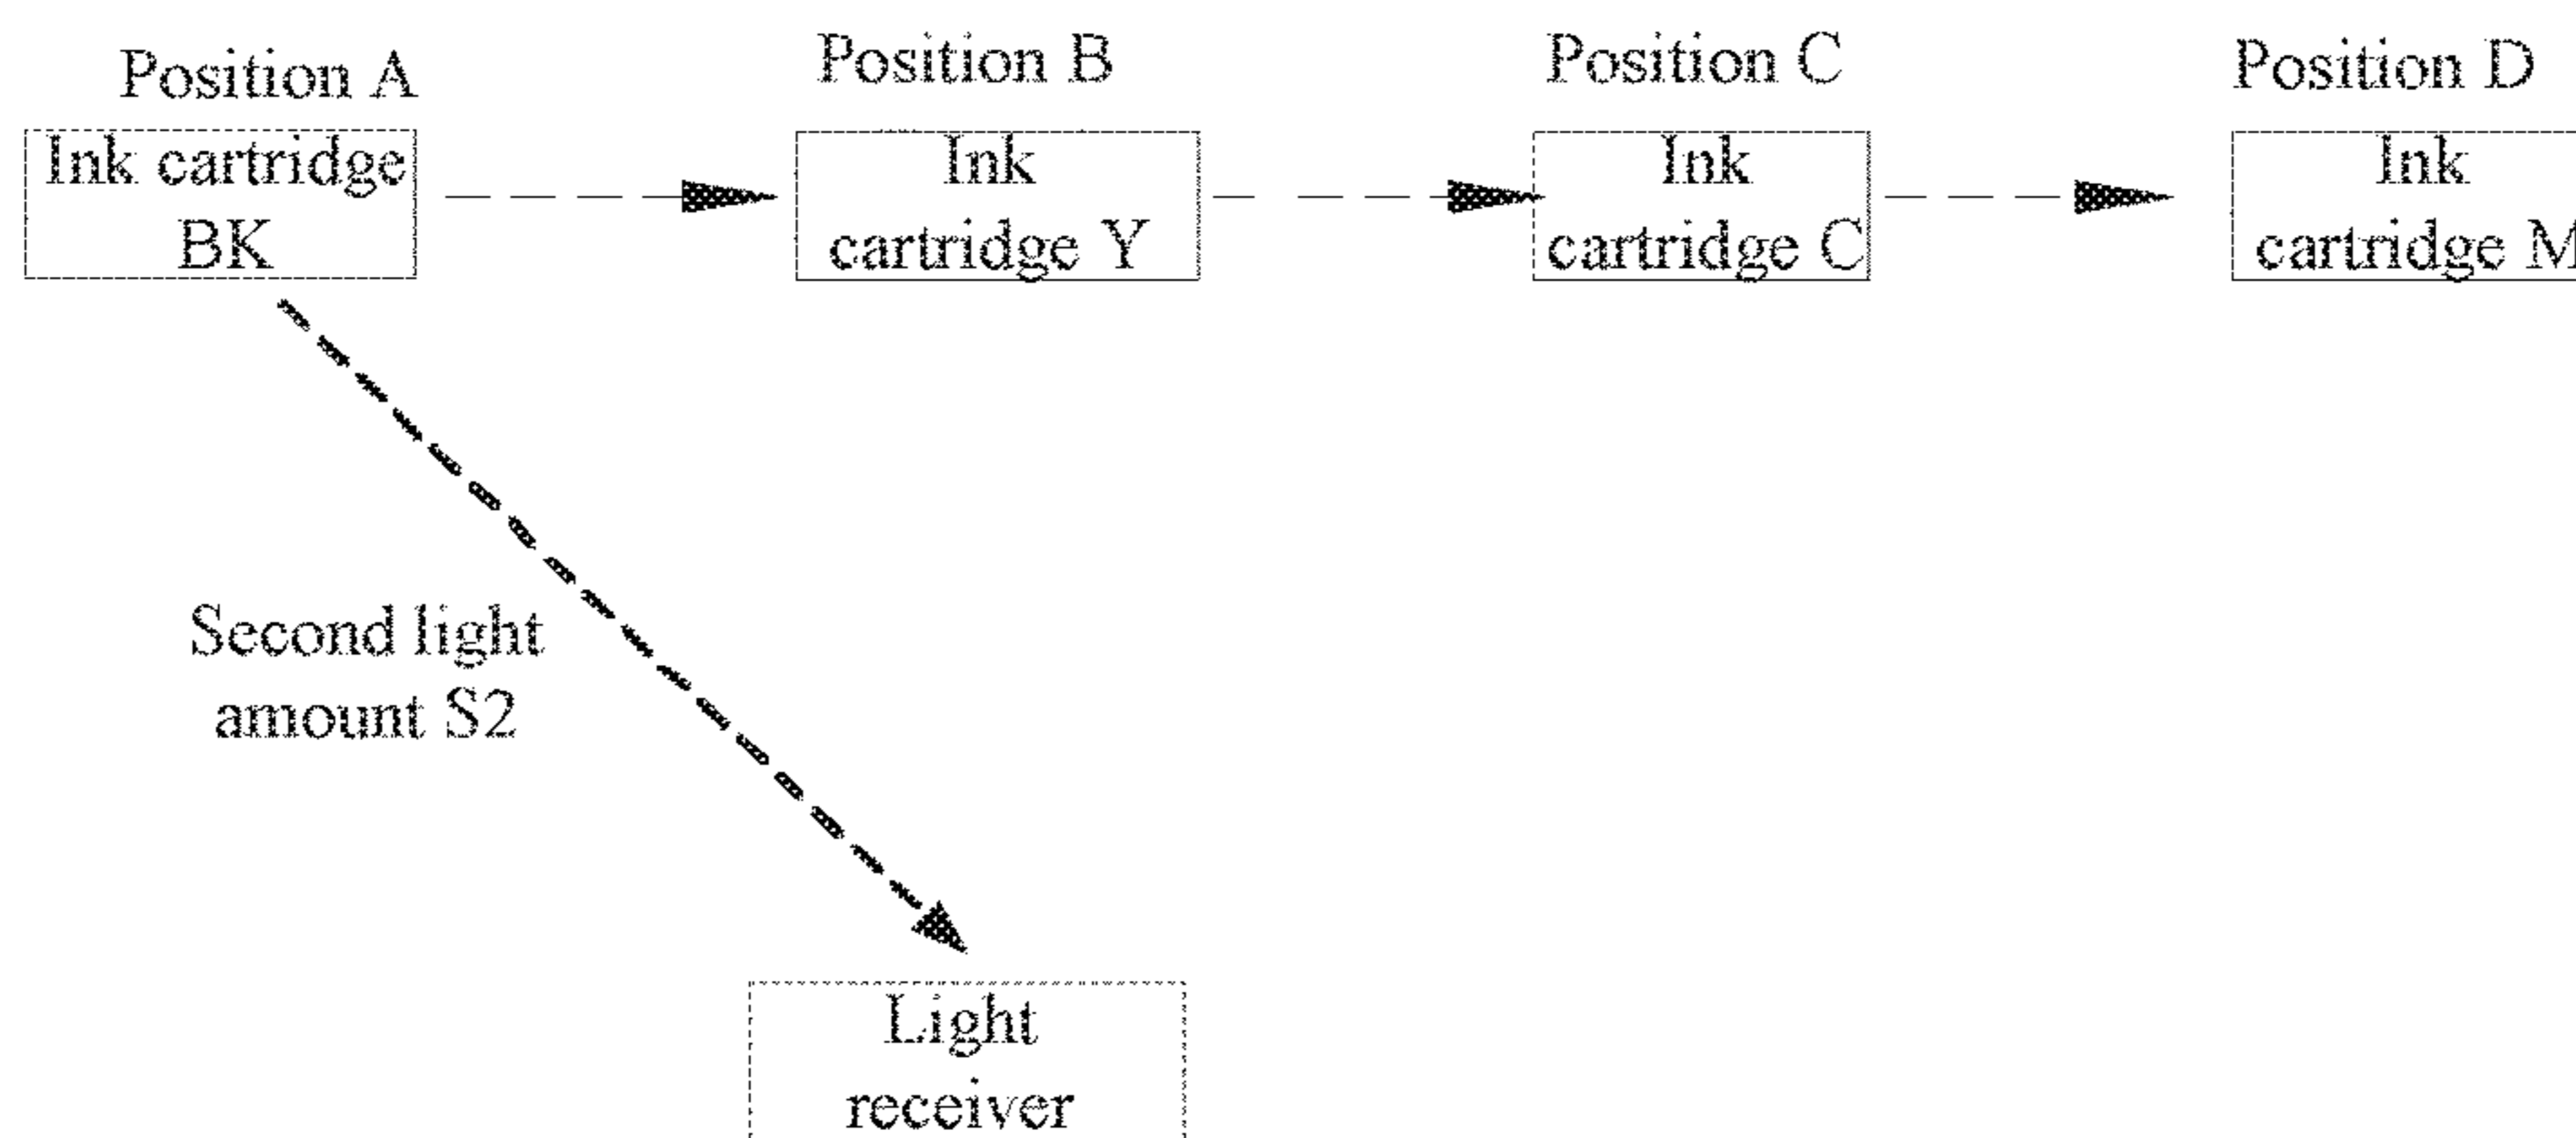 Position A
Position B
Position C
Position D
Ink cartridge
BK
Ink
cartridge Y
Ink
cartridge C
Ink
cartridge M
Second light
amount S2
Light
receiver